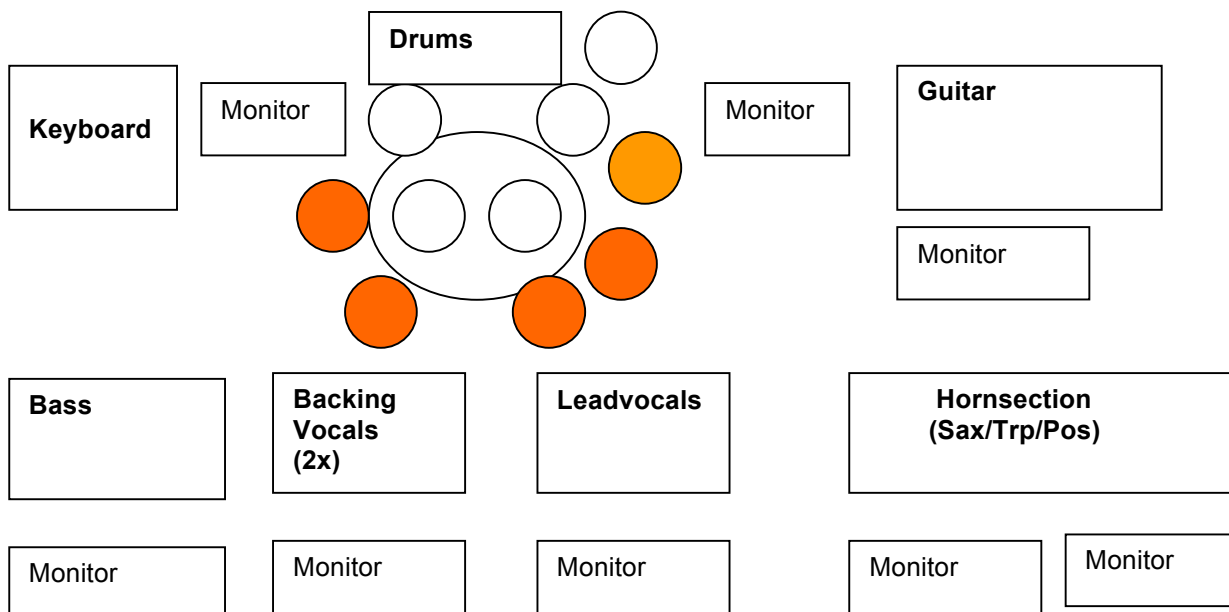 Drums
Keyboard
Monitor
Monitor
Guitar
Monitor
Bass
Backing
Vocals
(2x)
Leadvocals
Hornsection
(Sax/Trp/Pos)
Monitor
Monitor
Monitor
Monitor
Monitor